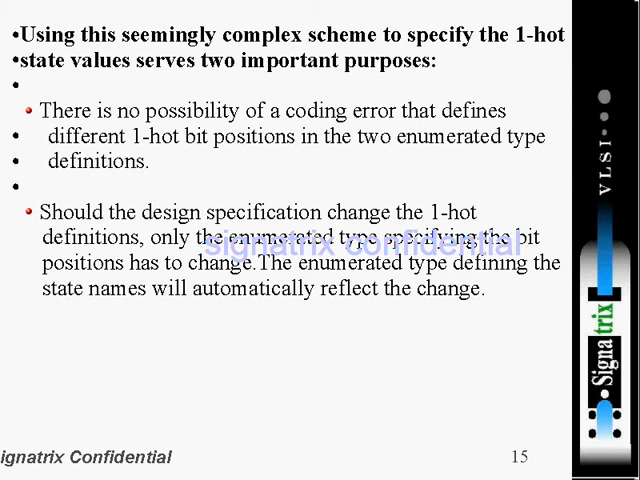 •Using this seemingly complex scheme to specify the 1-hot
•state values serves two important purposes:
•
• There is no possibility of a coding error that defines
• different 1-hot bit positions in the two enumerated type
• definitions.
•
• Should the design specification change the 1-hot
definitions, only the enumerated type specifying the bit
signatrix confidential
positions has to change.The enumerated type defining the
state names will automatically reflect the change.
ignatrix Confidential
15
VLSI
Signatrix